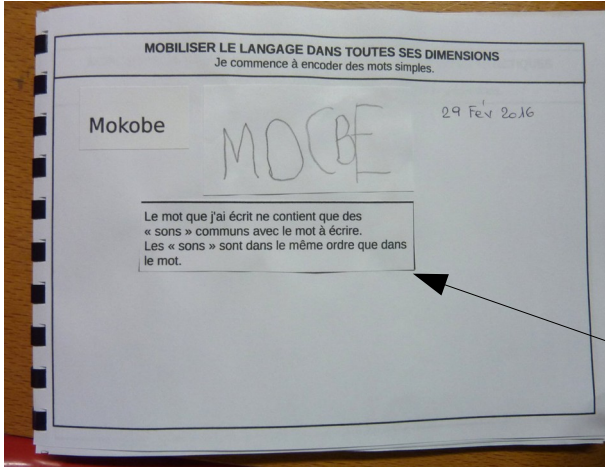 MOBILISER LE LANGAGE DANS TOUTES SES DIMENSIONS
Je commence à encoder des mots simples.
Mokobe
MOCBE
29 Fév 2016
Le mot que j'ai écrit ne contient que des
« sons » communs avec le mot à écrire.
Les « sons » sont dans le même ordre que dans
le mot.